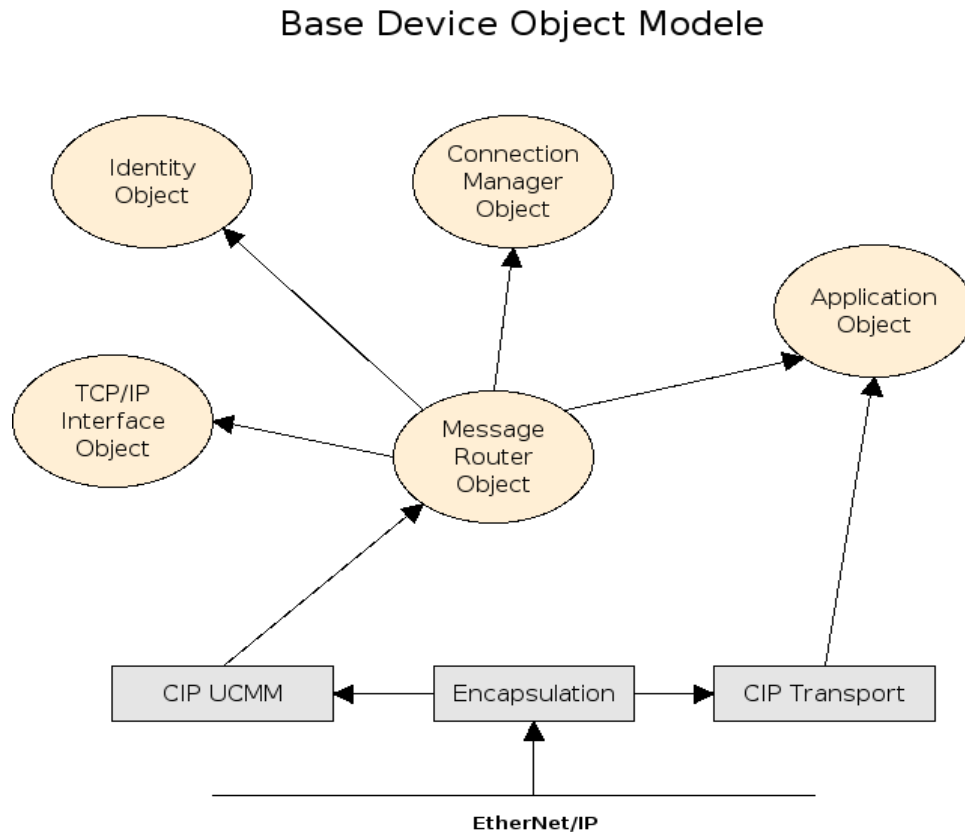 Base Device Object Modele
Identity
Object
Connection
Manager
Object
Application
Object
TCP/IP
Interface
Object
Message
Router
Object
CIP UCMM
Encapsulation
CIP Transport
EtherNet/IP